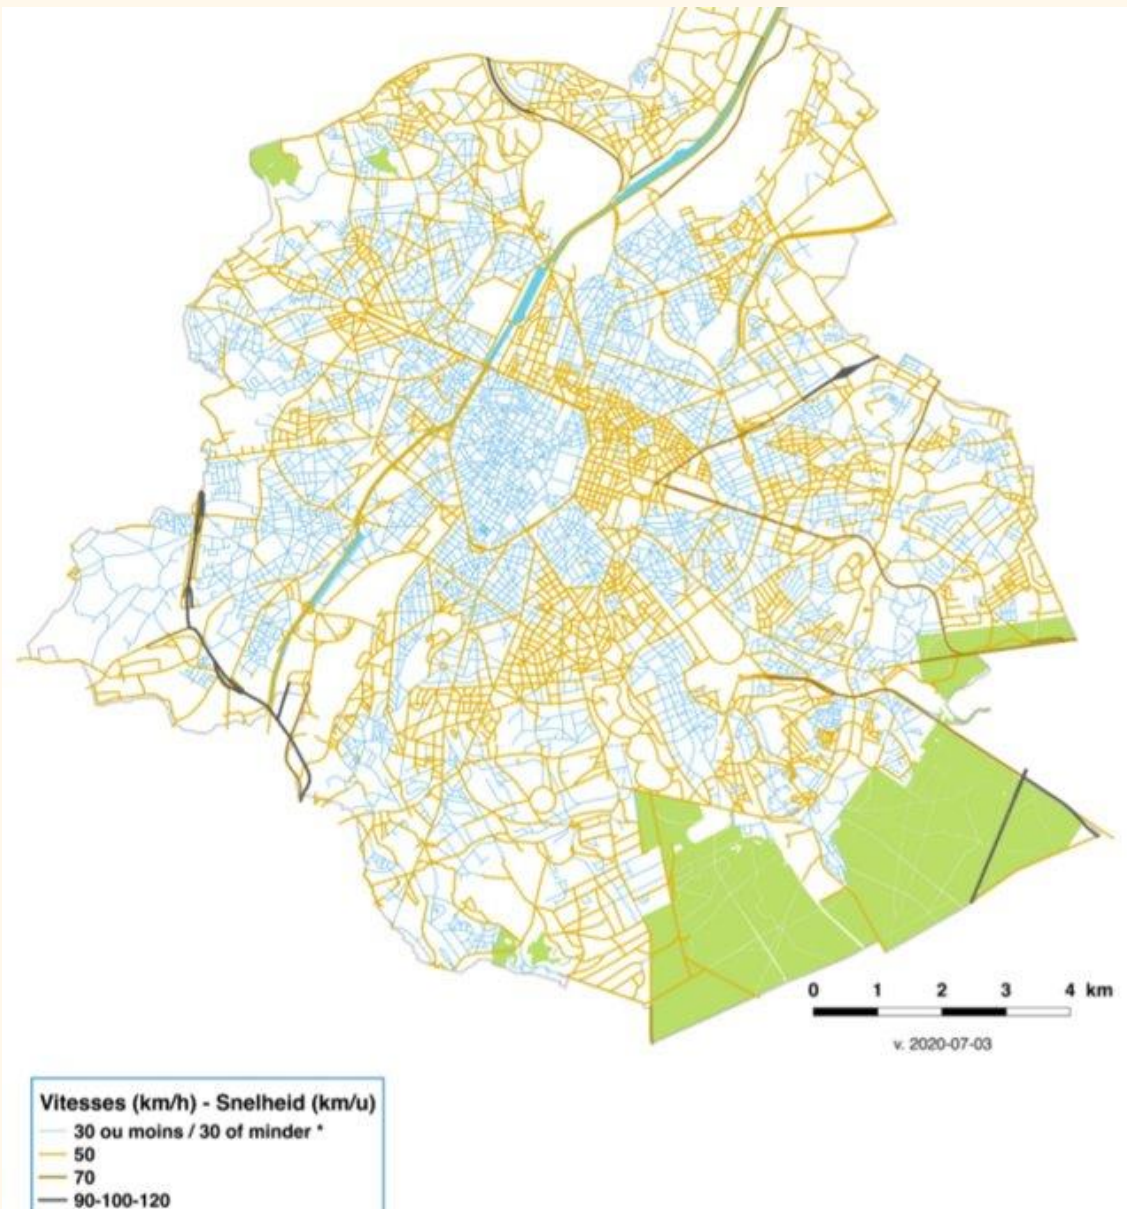 0 1 2 3 4 km
v. 2020-07-03
Vitesses (km/h) - Snelheid (km/u)
30 ou moins / 30 of minder *
50
70
90-100-120